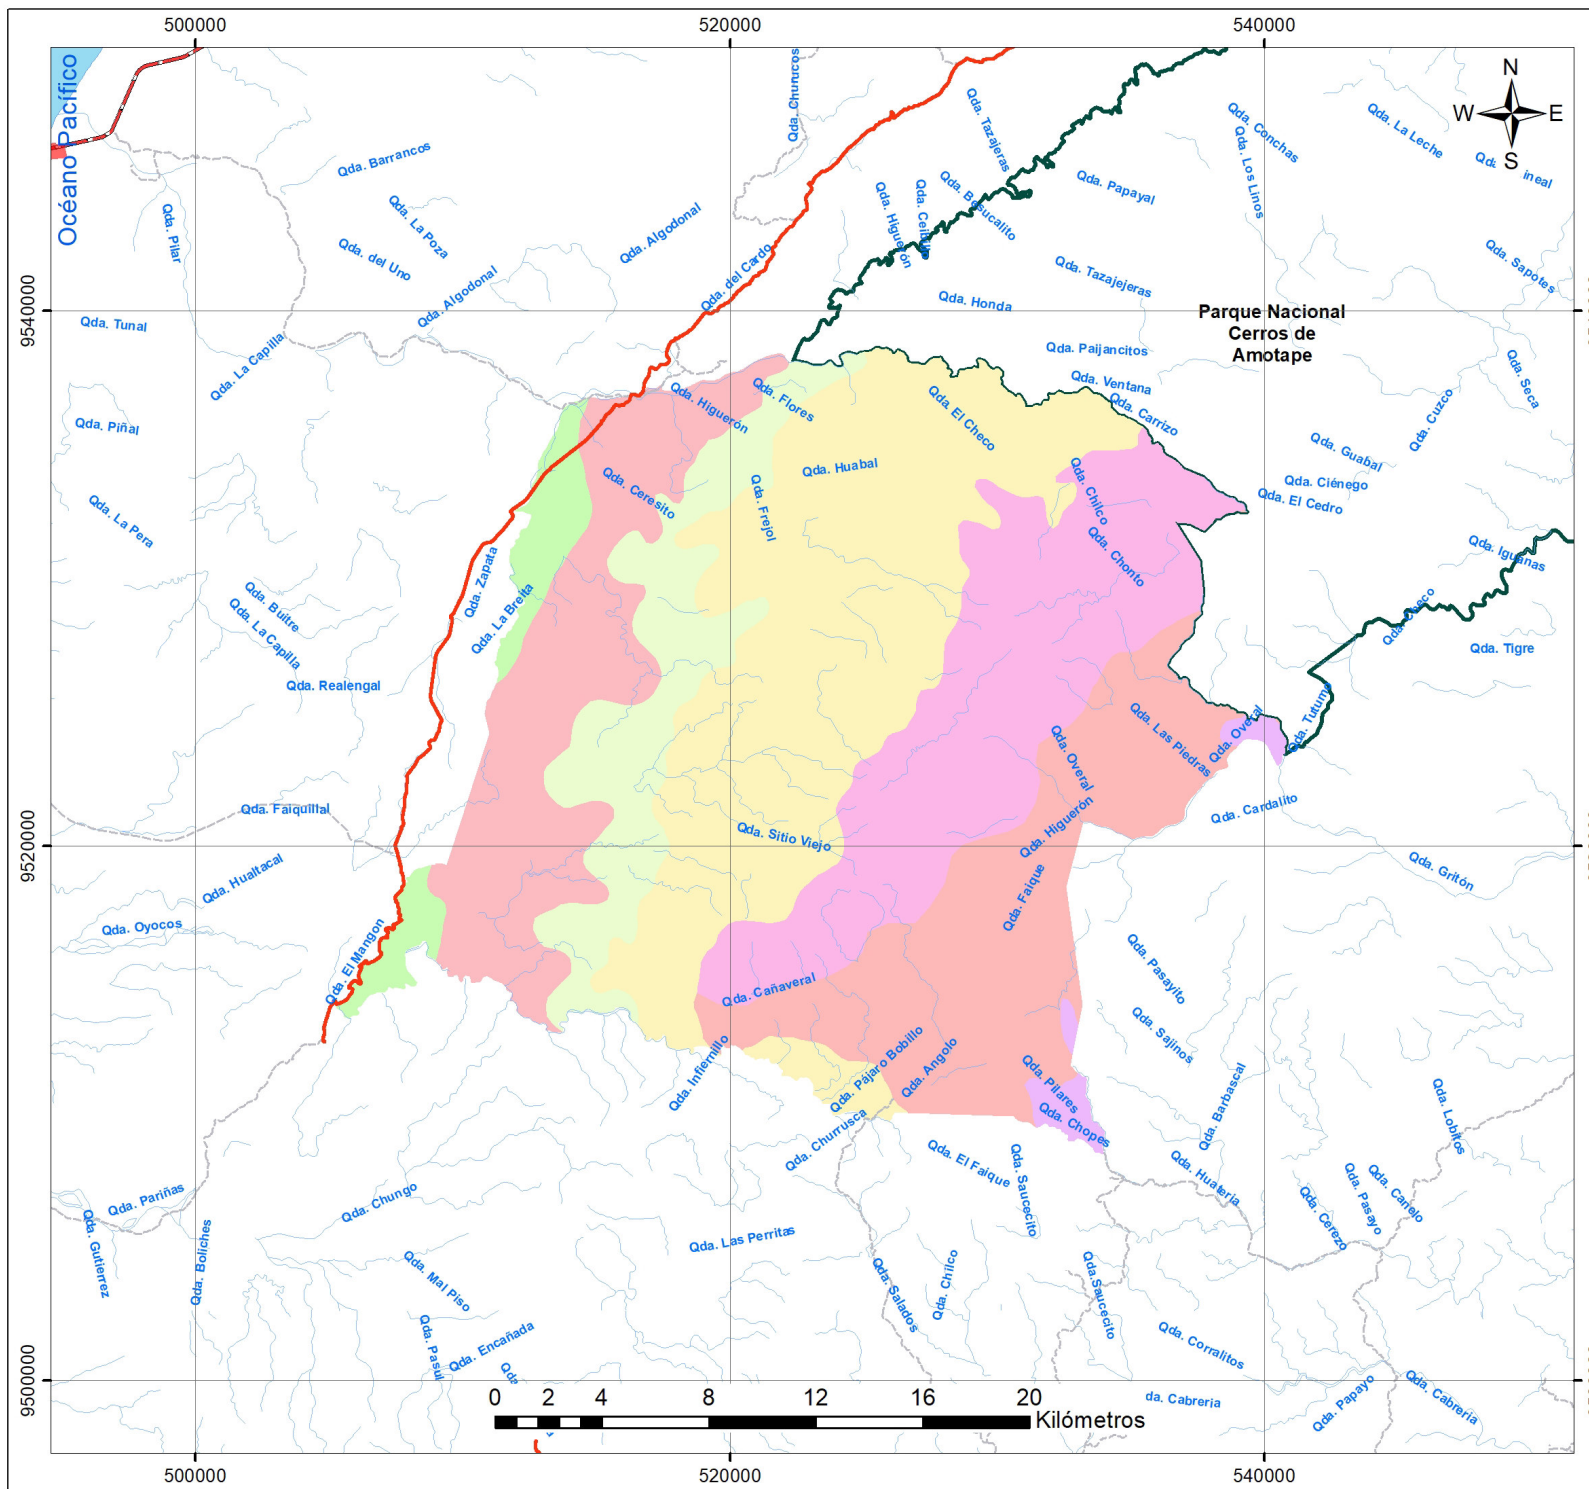 500000
520000
540000
Océano Pacífico
N
W
E
S
Qda. Churucos
Qda. Tazajeras
Qda. Conchas
Qda. La Leche
Qda. Barrancos
Qda. Los Linos
ineal
Qda. Papayal
Qda. Besucalito
Qda. Higuerón
Qda. La Poza
Qda. Pilar
Qda. Algodonal
Qda. del Uno
Qda. Sapotes
Qda. Algodonal
Qda. del Cardo
Qda. Tazajejeras
Qda. Honda
9540000
Parque Nacional
Cerros de
Amotape
Qda. Tunal
Qda. La Capilla
Qda. Paijancitos
Qda. Ventana
Qda. Seca
Qda. Carrizo
Qda. Cuzco
Qda. Flores
Qda. Higuerón
Qda. El Checo
Qda. Piñal
Qda. Guabal
Qda. Huabal
Qda. Ciénego
Qda. Chilco
Qda. Ceresito
Qda. El Cedro
Qda. Frejol
Qda. La Pera
Qda. Iguanas
Qda. Chonto
Qda. Zapata
Qda. La Breita
Qda. Buitre
Qda. La Capilla
Qda. Tigre
Qda. Realengal
Qda. Tutumo
Qda. Overal
Qda. Las Piedras
Qda. Overal
Qda. Faiquillal
Qda. Cardalito
Qda. Higuerón
Qda. Sitio Viejo
9520000
Qda. Hualtacal
Qda. Gritón
Qda. Faique
Qda. Oyocos
Qda. El Mangon
Qda. Pasayito
Qda. Cañaveral
Qda. Sajinos
Qda. Infiernillo
Qda. Pájaro Bobillo
Qda. Angolo
Qda. Pilares
Qda. Barbascal
Qda. Lobitos
Qda. Chopes
Qda. Churrusca
Qda. El Faique
Qda. Saucecito
Qda. Huateria
Qda. Pasayo
Qda. Canelo
Qda. Cerezo
Qda. Pariñas
Qda. Chungo
Qda. Gutierrez
Qda. Boliches
Qda. Las Perritas
Qda. Mal Piso
Qda. Salados
Qda. Chilco
Qda. Saucecito
Qda. Pasul
Qda. Encañada
Qda.
Qda. Corralitos
9500000
da. Cabreria
Qda. Papayo
Qda. Cabreria
0 2 4 8 12 16 20
Kilómetros
500000
520000
540000